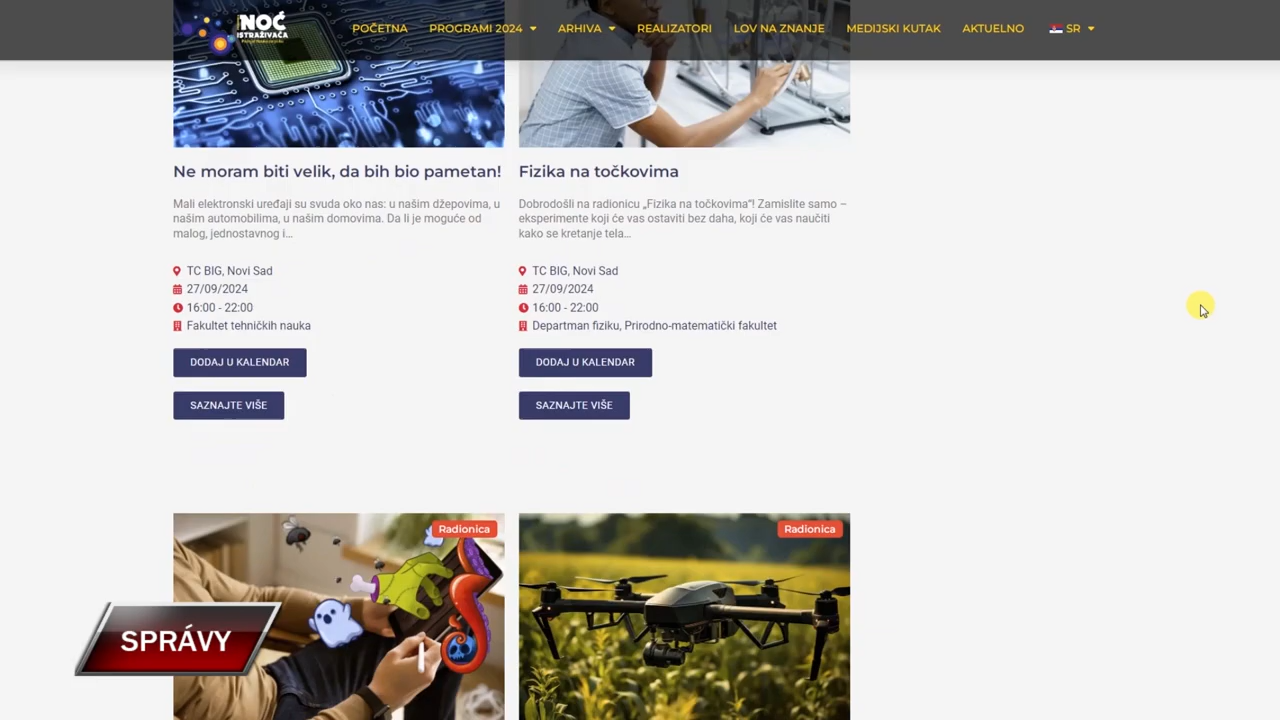 NOĆ
ISTRAŽIVAČA
POČETNA
PROGRAMI 2024
ARHIVA
REALIZATORI
LOV NA ZNANJE
MEDIJSKI KUTAK
AKTUELNO
SR
Ne moram biti velik, da bih bio pametan!
Mali elektronski uređaji su svuda oko nas: u našim džepovima, u
našim automobilima, u našim domovima. Da li je moguće od
malog, jednostavnog i...
TC BIG, Novi Sad
27/09/2024
16:00 - 22:00
Fakultet tehničkih nauka
DODAJ U KALENDAR
SAZNAJTE VIŠE
Fizika na točkovima
Dobrodošli na radionicu „Fizika na točkovima“! Zamislite samo –
eksperimente koji će vas ostaviti bez daha, koji će vas naučiti
kako se kretanje tela...
TC BIG, Novi Sad
27/09/2024
16:00 - 22:00
Departman fiziku, Prirodno-matematički fakultet
DODAJ U KALENDAR
SAZNAJTE VIŠE
Radionica
Radionica
SPRÁVY